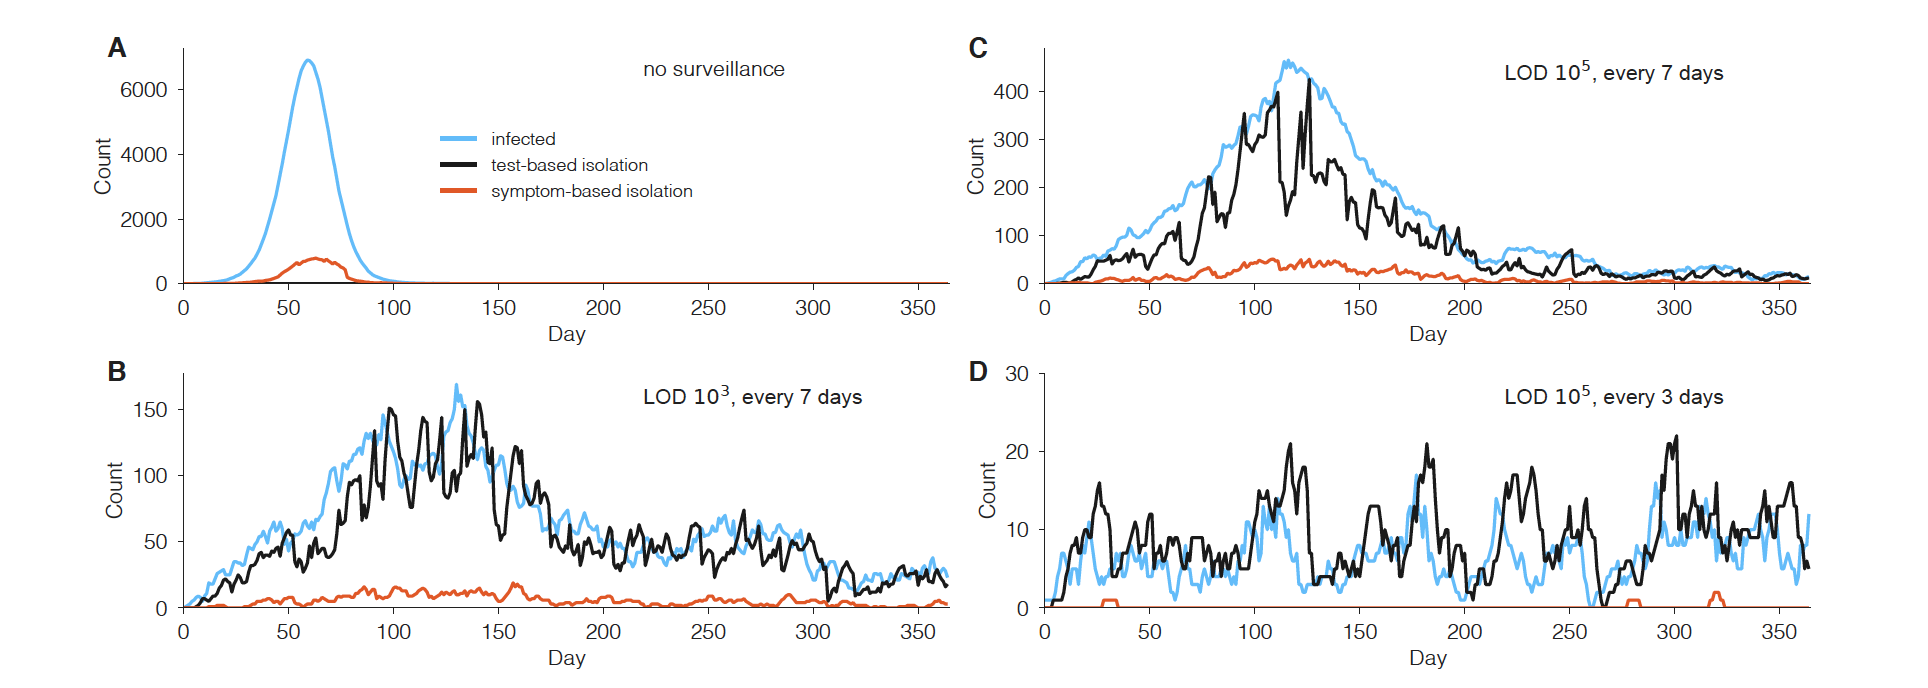 A
no surveillance
6000
4000
2000
0
Count
infected
test-based isolation
symptom-based isolation
0 50 100 150 200 250 300 350
Day
C
LOD 10⁵, every 7 days
400
300
200
100
0
Count
0 50 100 150 200 250 300 350
Day
B
LOD 10³, every 7 days
150
100
50
0
Count
0 50 100 150 200 250 300 350
Day
D
LOD 10⁵, every 3 days
30
20
10
0
Count
0 50 100 150 200 250 300 350
Day